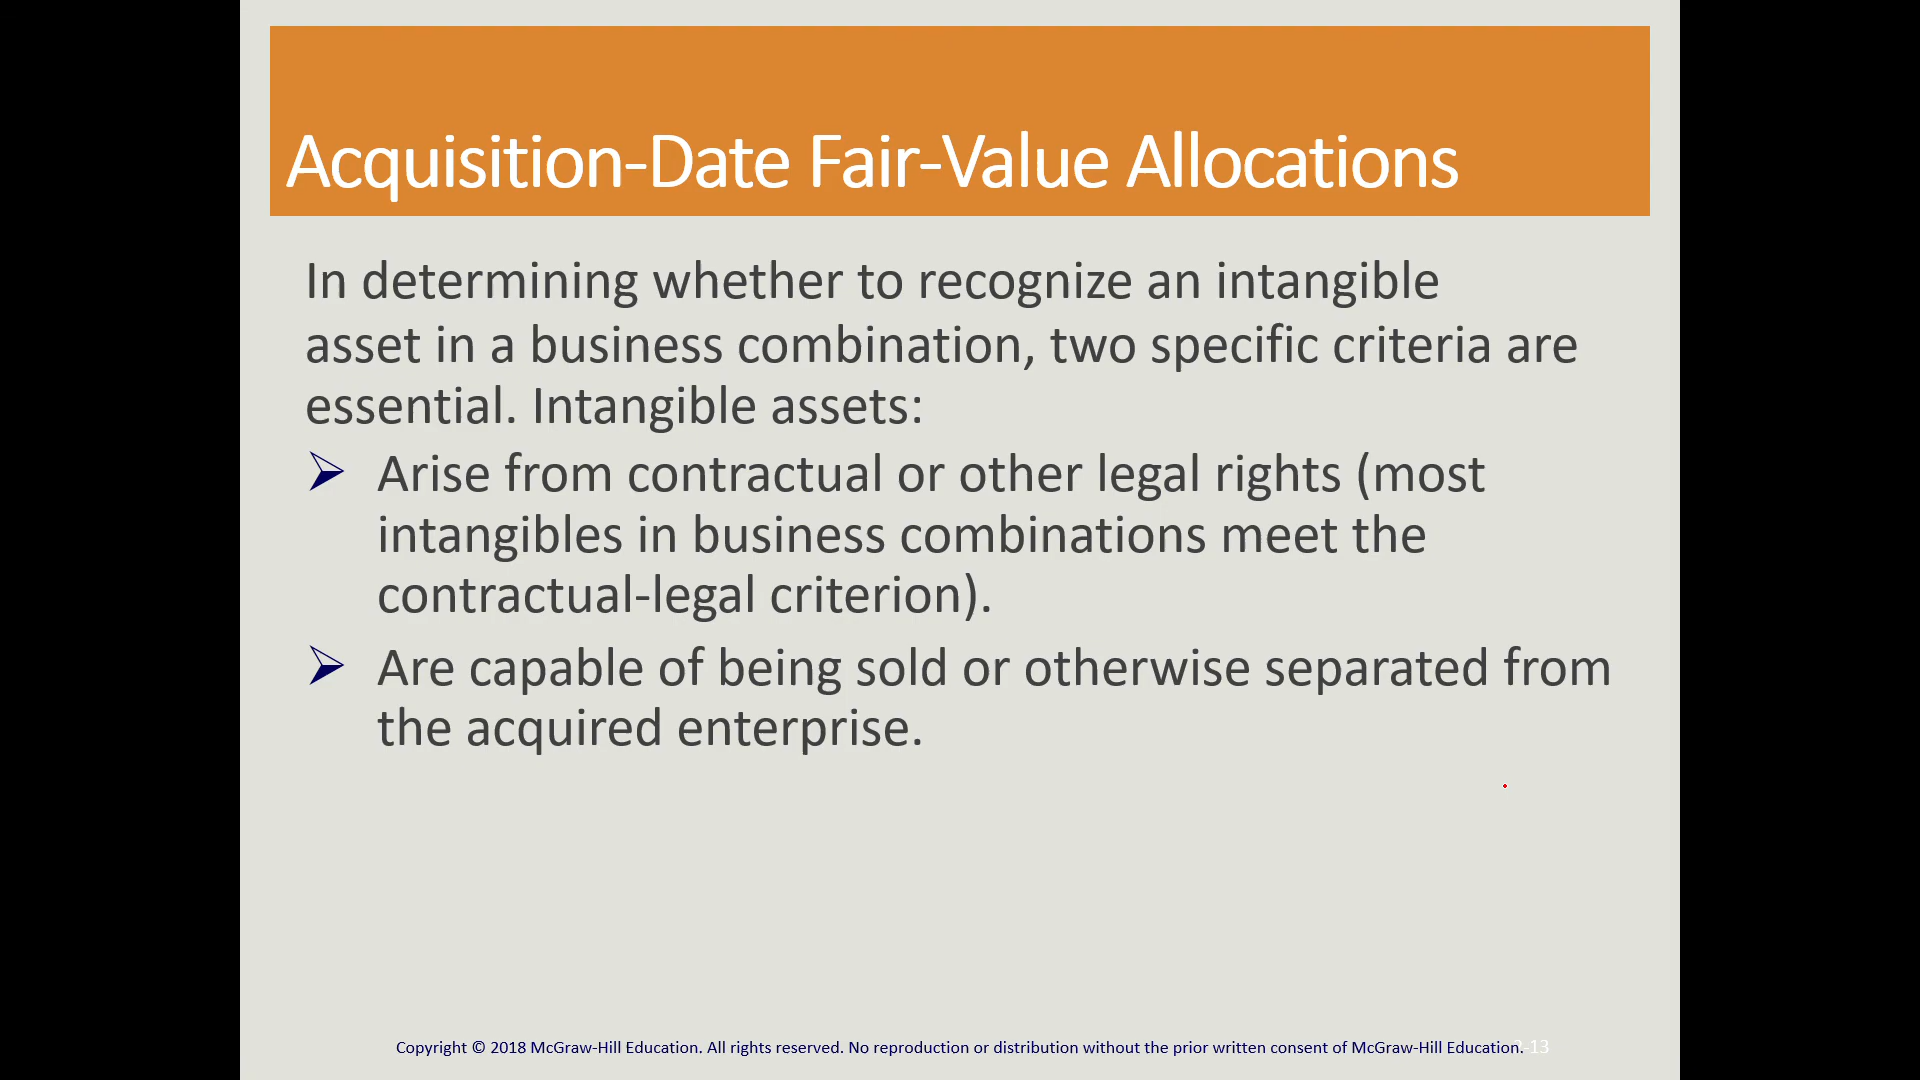 Acquisition-Date Fair-Value Allocations
In determining whether to recognize an intangible
asset in a business combination, two specific criteria are
essential. Intangible assets:
Arise from contractual or other legal rights (most
intangibles in business combinations meet the
contractual-legal criterion).
Are capable of being sold or otherwise separated from
the acquired enterprise.
Copyright © 2018 McGraw-Hill Education. All rights reserved. No reproduction or distribution without the prior written consent of McGraw-Hill Education.